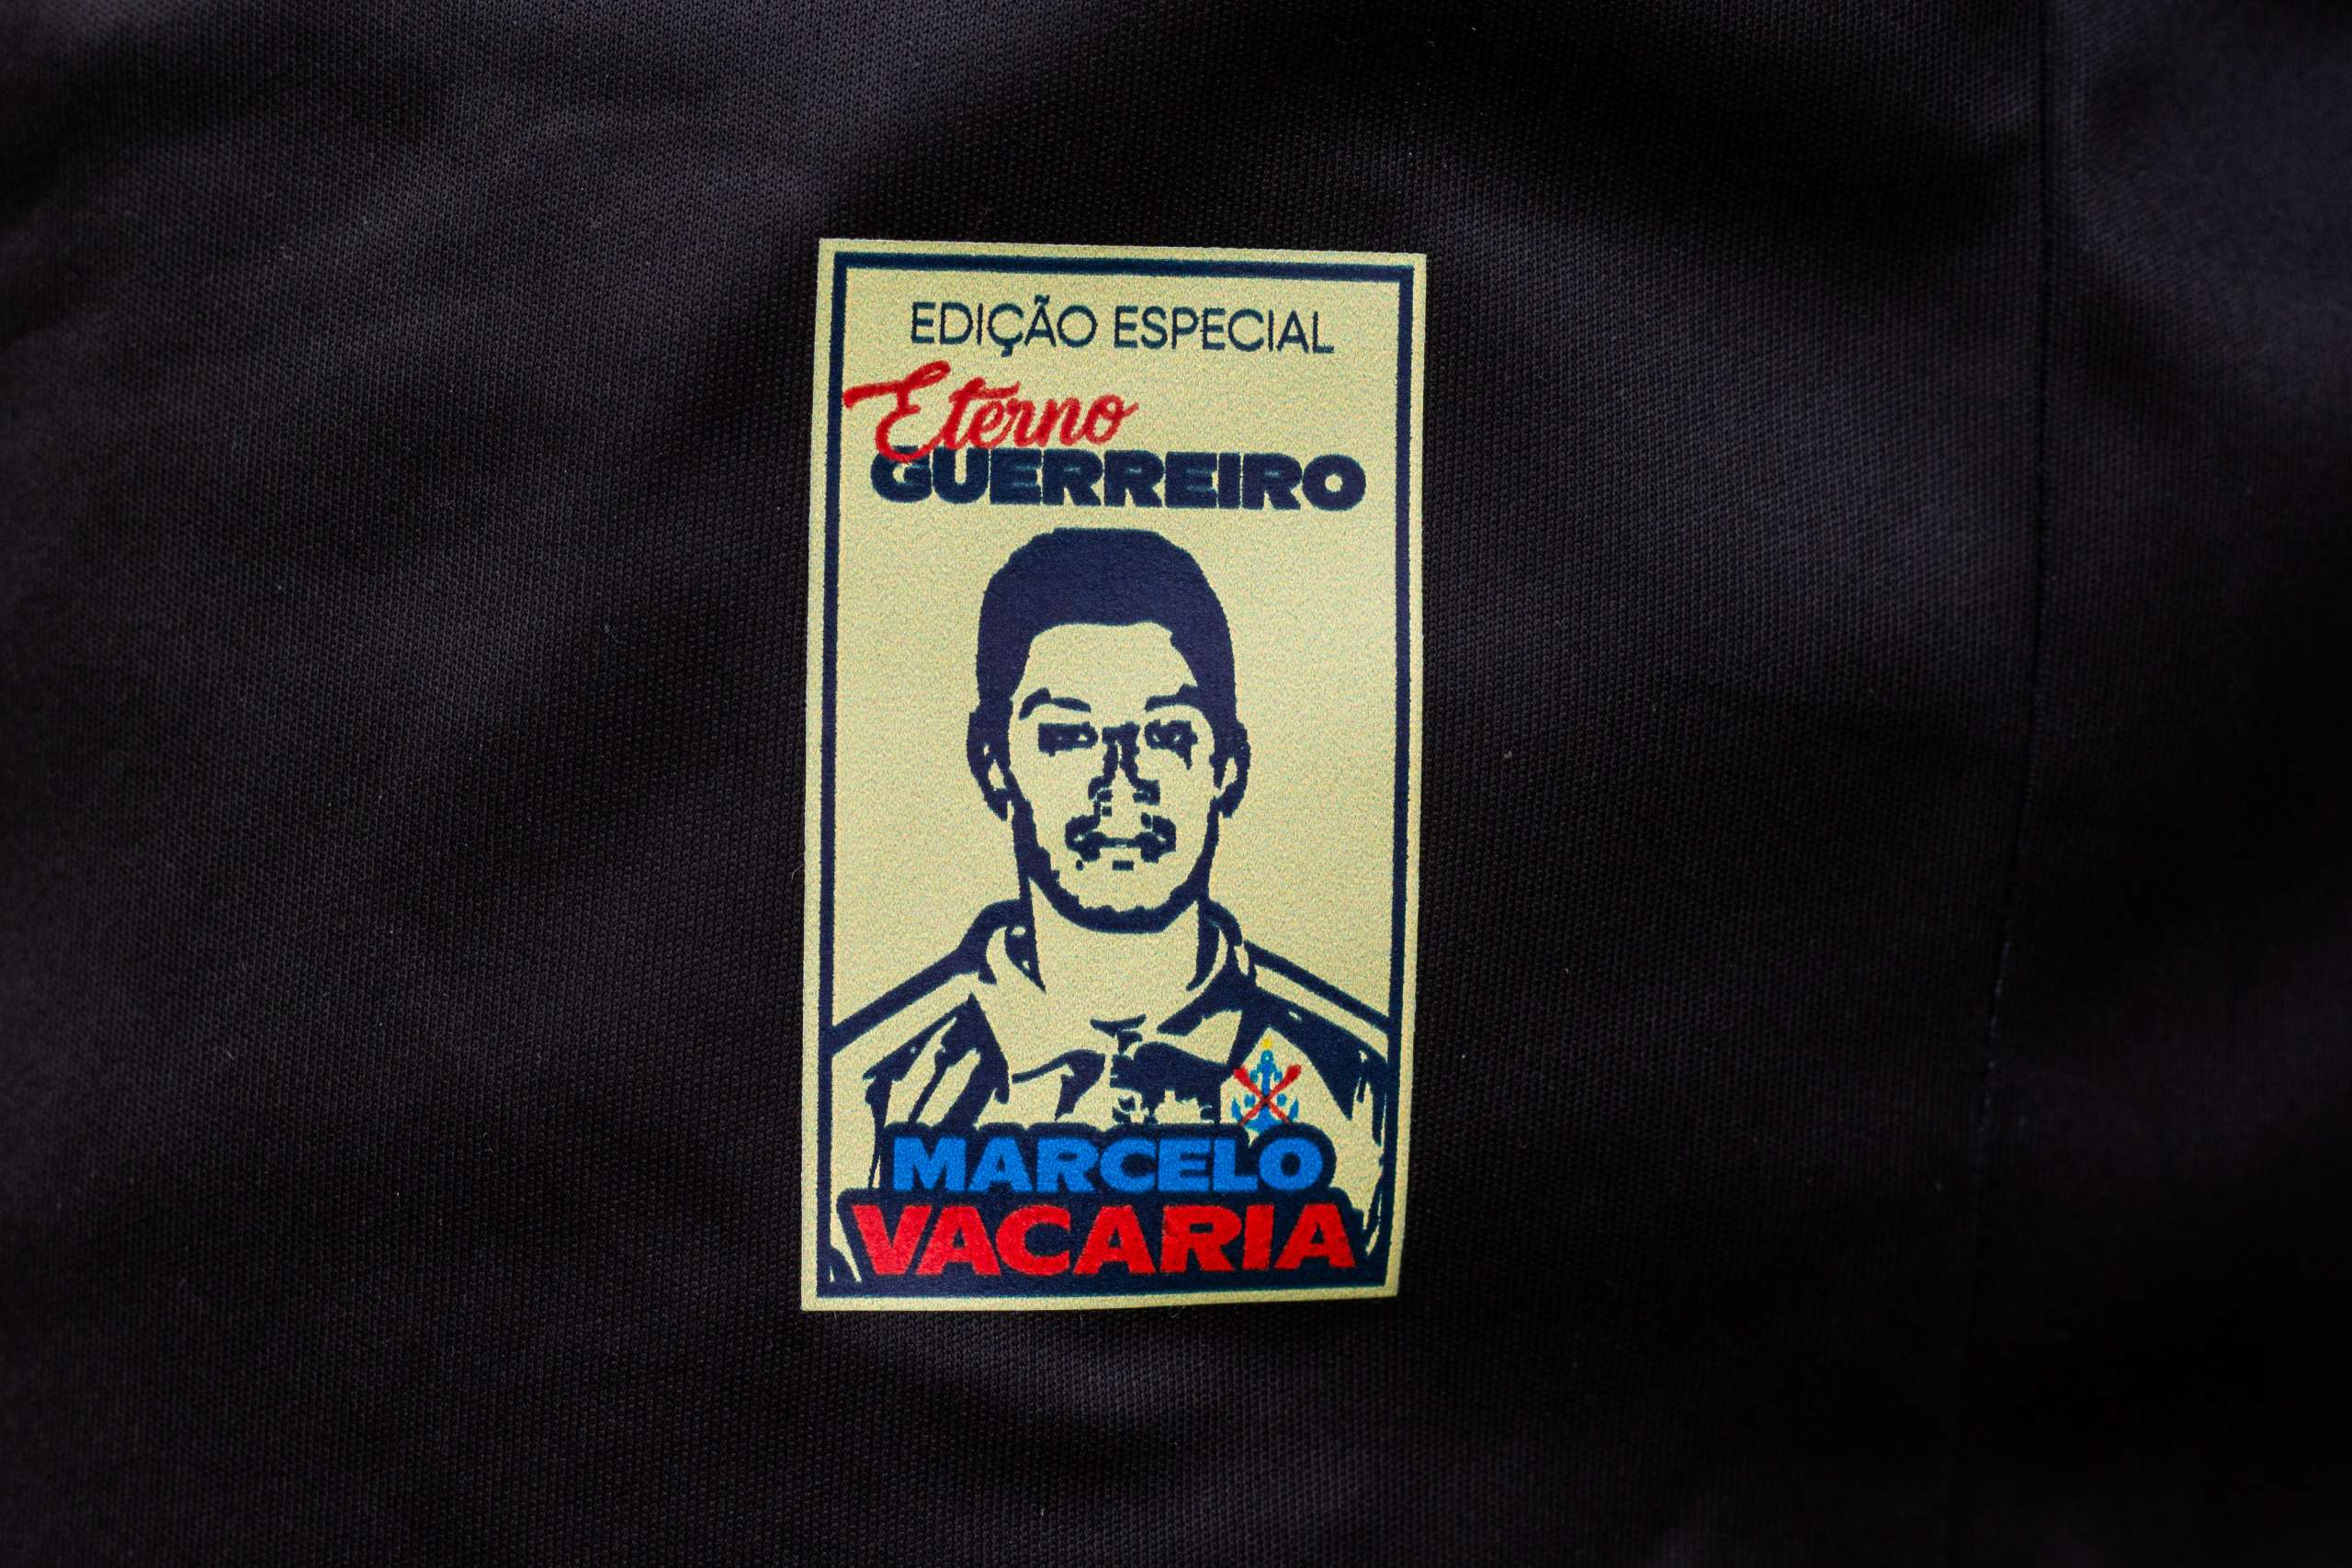 EDIÇÃO ESPECIAL
Eterno
GUERREIRO
MARCELO
VACARIA